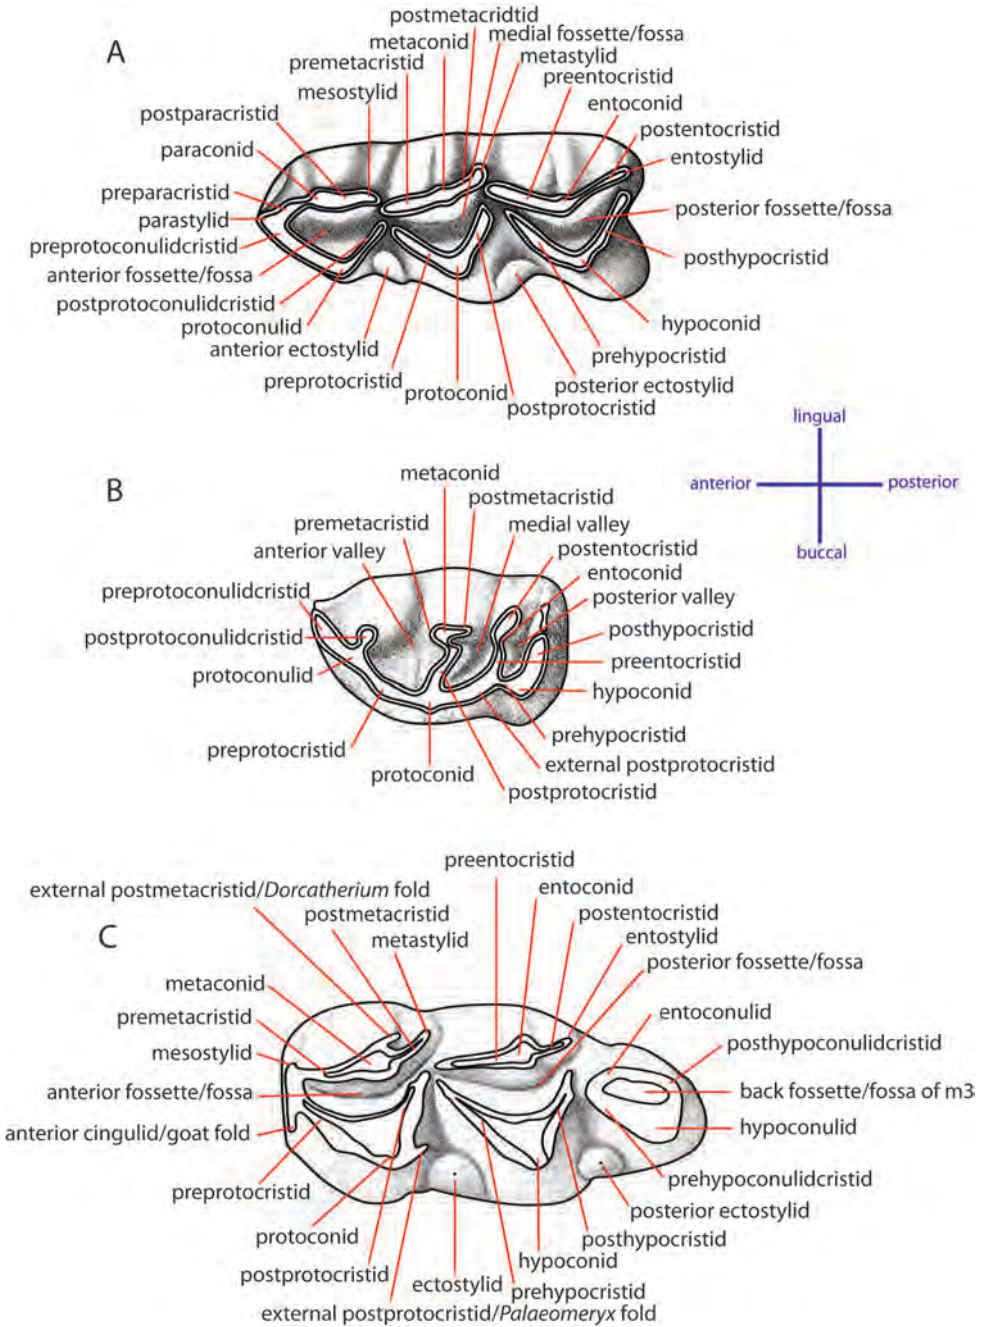 A
postmetacridtid
medial fossette/fossa
metaconid
metastylid
premetacristid
preentocristid
mesostylid
entoconid
postparacristid
postentocristid
paraconid
entostylid
preparacristid
parastylid
posterior fossette/fossa
preprotoconulidcristid
posthypocristid
anterior fossette/fossa
postprotoconulidcristid
protoconulid
hypoconid
anterior ectostylid
prehypocristid
preprotocristid
protoconid
posterior ectostylid
postprotocristid
lingual
anterior
posterior
buccal
B
metaconid
postmetacristid
premetacristid
medial valley
anterior valley
postentocristid
entoconid
preprotoconulidcristid
posterior valley
posthypocristid
postprotoconulidcristid
preentocristid
protoconulid
hypoconid
prehypocristid
preprotocristid
external postprotocristid
protoconid
postprotocristid
C
preentocristid
external postmetacristid/Dorcatherium fold
entoconid
postmetacristid
postentocristid
metastylid
entostylid
posterior fossette/fossa
metaconid
entoconulid
premetacristid
posthypoconulidcristid
mesostylid
anterior fossette/fossa
back fossette/fossa of m3
anterior cingulid/goat fold
hypoconulid
preprotocristid
prehypoconulidcristid
posterior ectostylid
protoconid
posthypocristid
hypoconid
postprotocristid
ectostylid
prehypocristid
external postprotocristid/Palaeomeryx fold